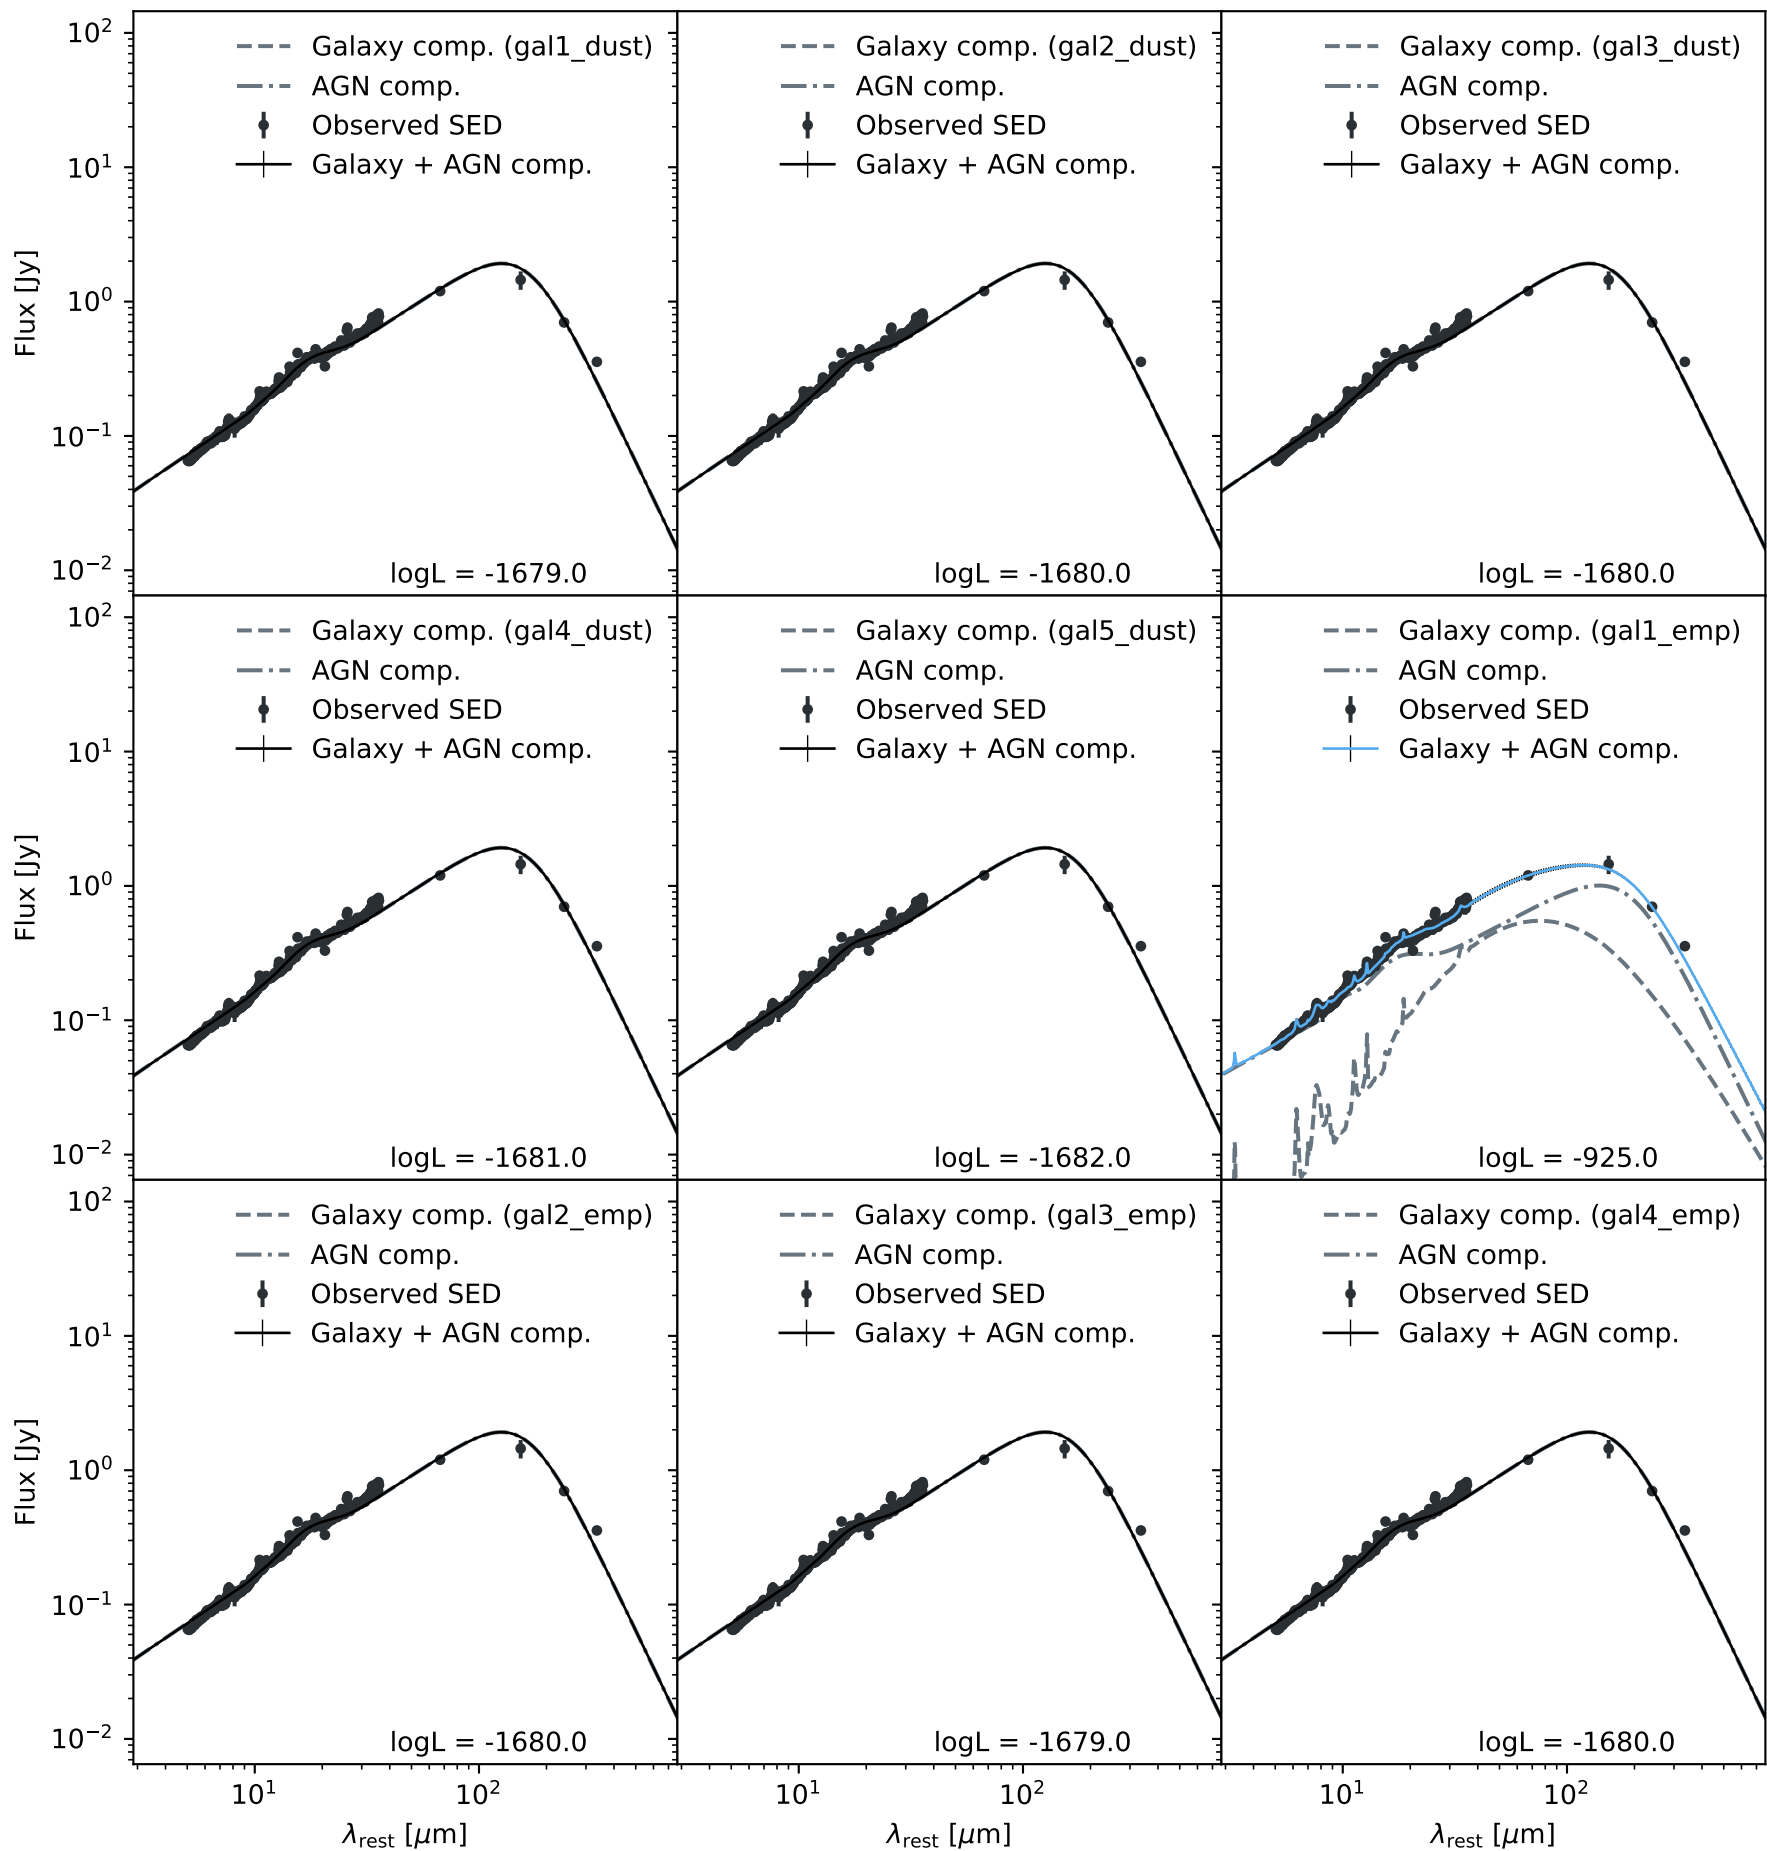 10²
10¹
10⁰
10⁻¹
10⁻²
Flux [Jy]
Galaxy comp. (gal1_dust)
AGN comp.
Observed SED
Galaxy + AGN comp.
logL = -1679.0
Galaxy comp. (gal2_dust)
AGN comp.
Observed SED
Galaxy + AGN comp.
logL = -1680.0
Galaxy comp. (gal3_dust)
AGN comp.
Observed SED
Galaxy + AGN comp.
logL = -1680.0
10²
10¹
10⁰
10⁻¹
10⁻²
Flux [Jy]
Galaxy comp. (gal4_dust)
AGN comp.
Observed SED
Galaxy + AGN comp.
logL = -1681.0
Galaxy comp. (gal5_dust)
AGN comp.
Observed SED
Galaxy + AGN comp.
logL = -1682.0
Galaxy comp. (gal1_emp)
AGN comp.
Observed SED
Galaxy + AGN comp.
logL = -925.0
10²
10¹
10⁰
10⁻¹
10⁻²
Flux [Jy]
Galaxy comp. (gal2_emp)
AGN comp.
Observed SED
Galaxy + AGN comp.
logL = -1680.0
Galaxy comp. (gal3_emp)
AGN comp.
Observed SED
Galaxy + AGN comp.
logL = -1679.0
Galaxy comp. (gal4_emp)
AGN comp.
Observed SED
Galaxy + AGN comp.
logL = -1680.0
10¹ 10² 10¹ 10² 10¹ 10²
λrest [μm] λrest [μm] λrest [μm]